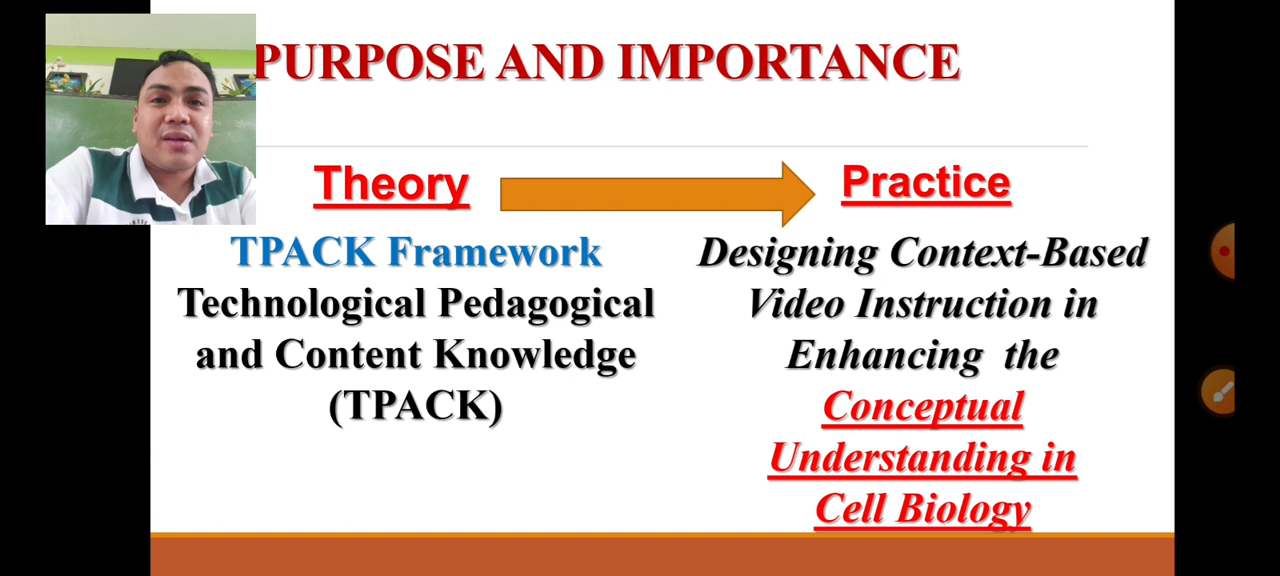 PURPOSE AND IMPORTANCE
Theory
TPACK Framework
Technological Pedagogical
and Content Knowledge
(TPACK)
Practice
Designing Context-Based
Video Instruction in
Enhancing the
Conceptual
Understanding in
Cell Biology